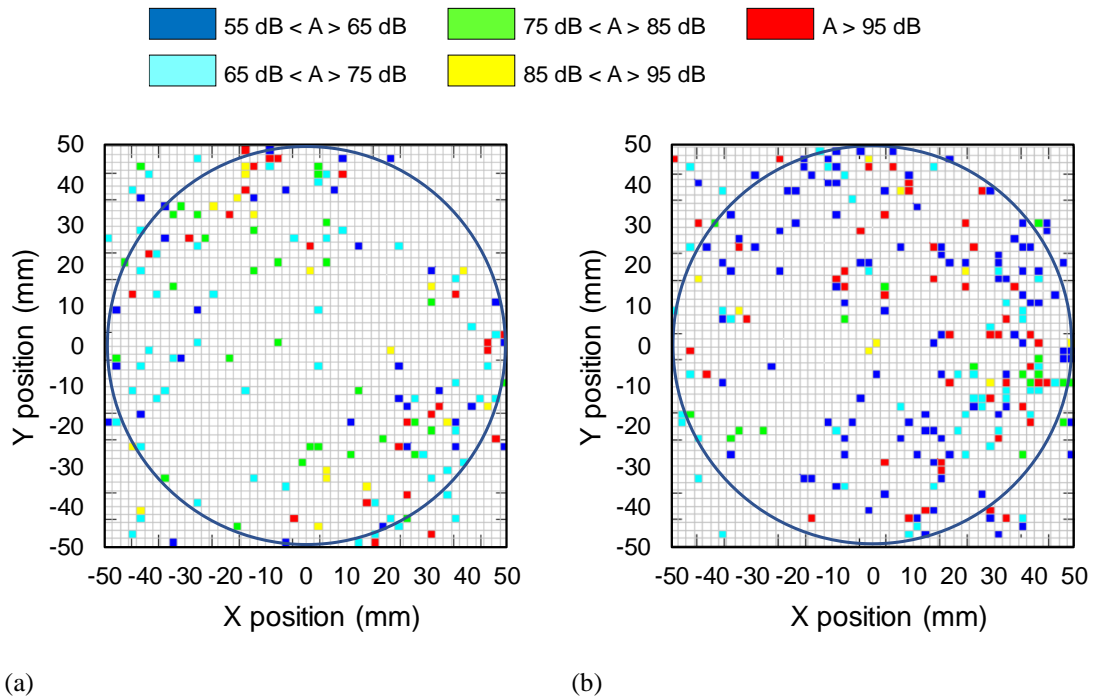 55 dB < A > 65 dB
75 dB < A > 85 dB
A > 95 dB
65 dB < A > 75 dB
85 dB < A > 95 dB
50
40
30
20
10
0
-10
-20
-30
-40
-50
Y position (mm)
-50 -40 -30 -20 -10 0 10 20 30 40 50
X position (mm)
50
40
30
20
10
0
-10
-20
-30
-40
-50
Y position (mm)
-50 -40 -30 -20 -10 0 10 20 30 40 50
X position (mm)
(a)
(b)